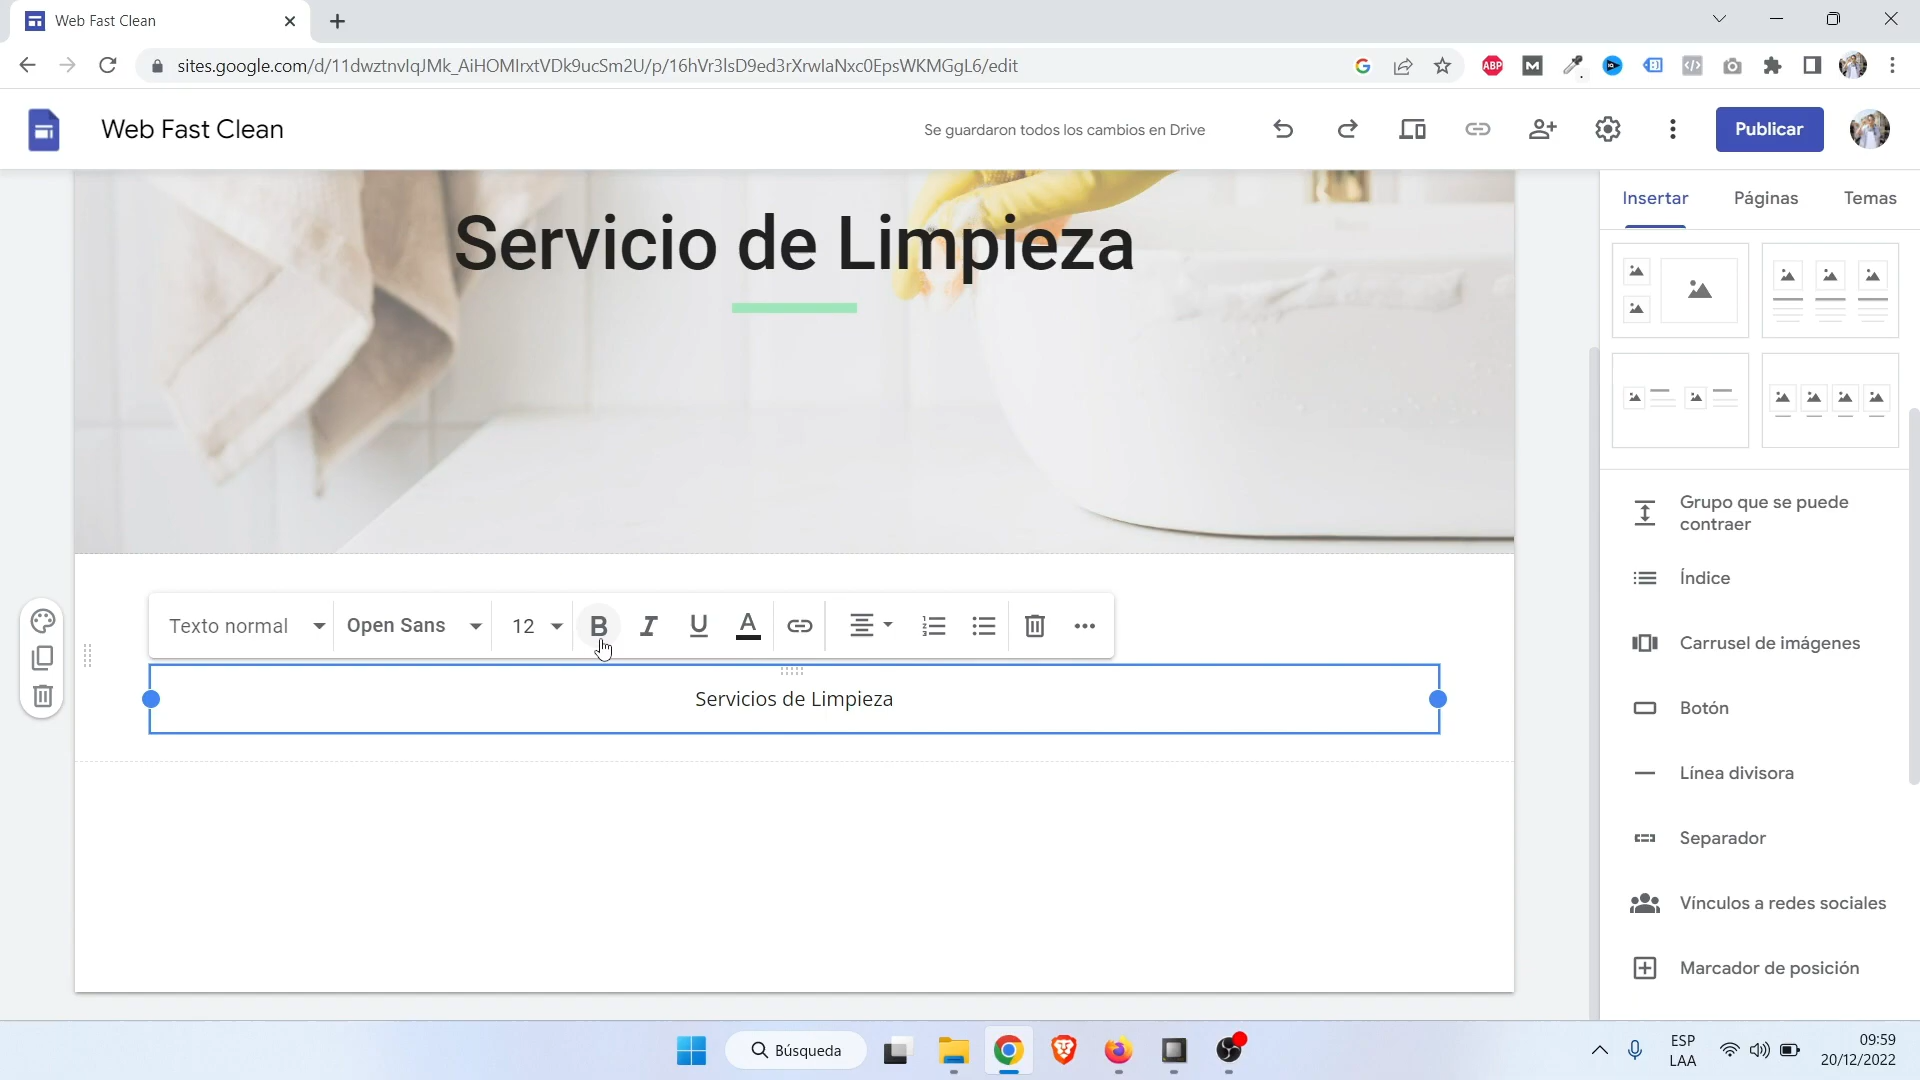 Web Fast Clean
sites.google.com/d/11dwztnvlqJMk_AiHOMIrxtVDk9ucSm2U/p/16hVr3lsD9ed3rXrwlaNxc0EpsWKMGgL6/edit
ABP
Web Fast Clean
Se guardaron todos los cambios en Drive
Publicar
Insertar
Páginas
Temas
Servicio de Limpieza
Texto normal
Open Sans
12
B
I
U
A
Servicios de Limpieza
Grupo que se puede
contraer
Índice
Carrusel de imágenes
Botón
Línea divisora
Separador
Vínculos a redes sociales
Marcador de posición
Búsqueda
ESP
LAA
09:59
20/12/2022